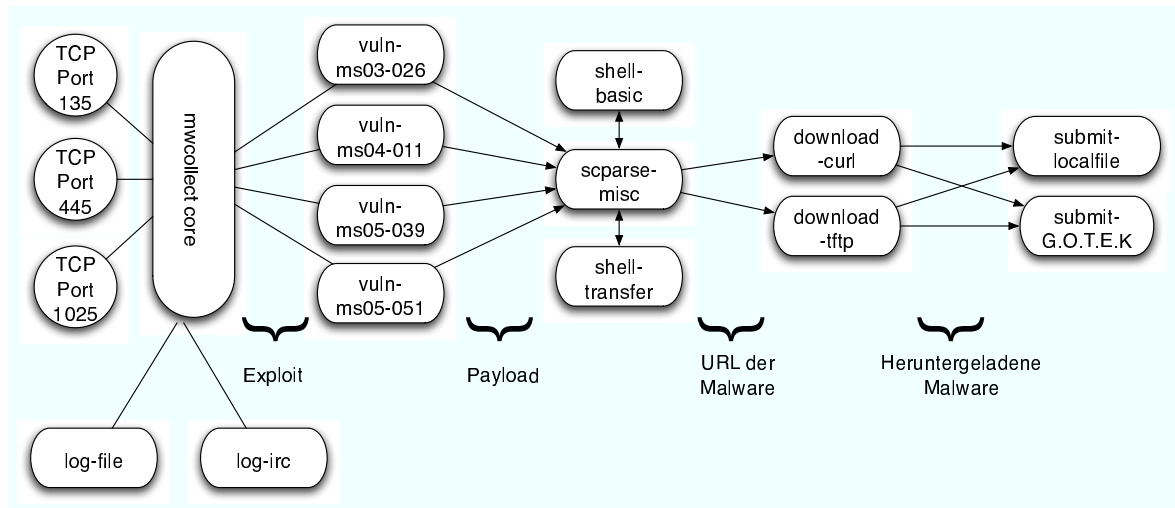 TCP
Port
135
TCP
Port
445
TCP
Port
1025
mwcollect core
vuln-
ms03-026
vuln-
ms04-011
vuln-
ms05-039
vuln-
ms05-051
shell-
basic
scparse-
misc
shell-
transfer
download
-curl
download
-tftp
submit-
localfile
submit-
G.O.T.E.K
Exploit
Payload
URL der
Malware
Heruntergeladene
Malware
log-file
log-irc